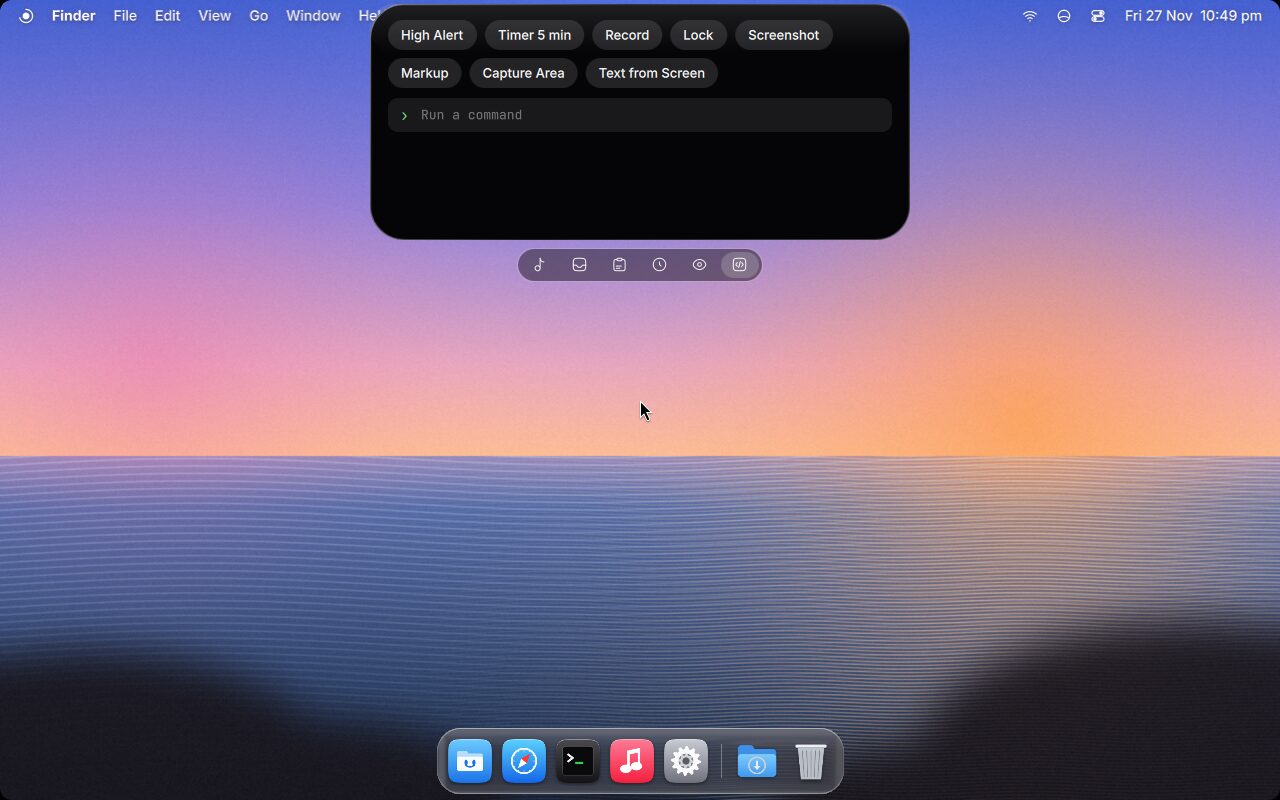 Finder File Edit View Go Window Fri 27 Nov 10:49 pm
High Alert Timer 5 min Record Lock Screenshot
Markup Capture Area Text from Screen
› Run a command